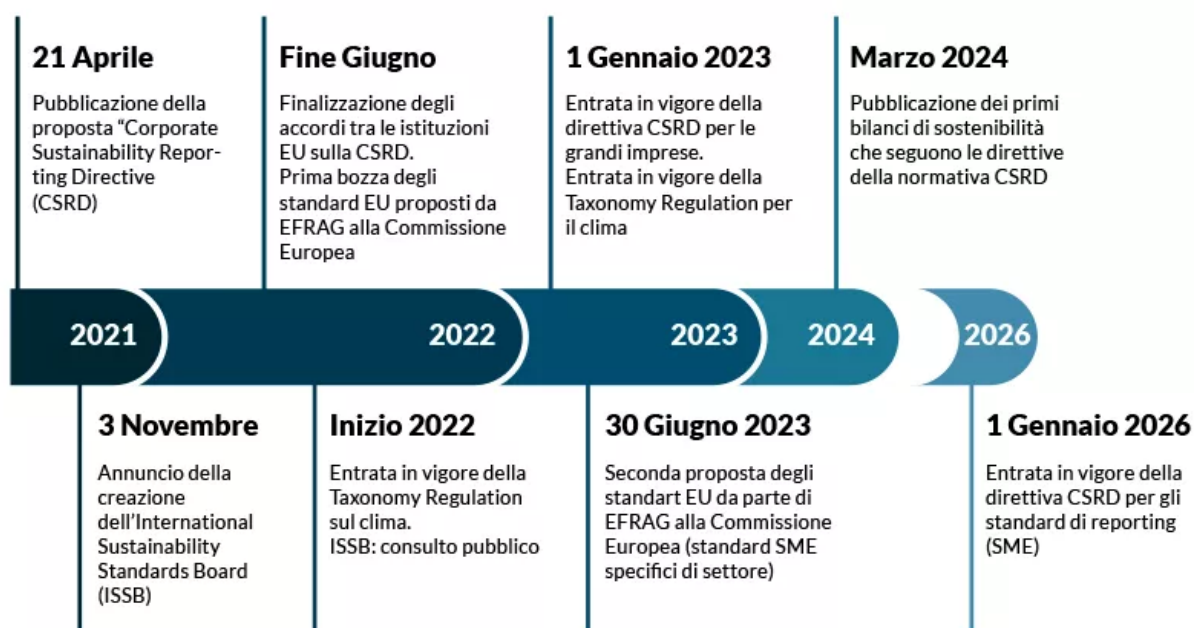 21 Aprile
Pubblicazione della
proposta “Corporate
Sustainability Repor-
ting Directive
(CSRD)
Fine Giugno
Finalizzazione degli
accordi tra le istituzioni
EU sulla CSRD.
Prima bozza degli
standard EU proposti da
EFRAG alla Commissione
Europea
1 Gennaio 2023
Entrata in vigore della
direttiva CSRD per le
grandi imprese.
Entrata in vigore della
Taxonomy Regulation per
il clima
Marzo 2024
Pubblicazione dei primi
bilanci di sostenibilità
che seguono le direttive
della normativa CSRD
2021
2022
2023
2024
2026
3 Novembre
Annuncio della
creazione
dell’International
Sustainability
Standards Board
(ISSB)
Inizio 2022
Entrata in vigore della
Taxonomy Regulation
sul clima.
ISSB: consulto pubblico
30 Giugno 2023
Seconda proposta degli
standart EU da parte di
EFRAG alla Commissione
Europea (standard SME
specifici di settore)
1 Gennaio 2026
Entrata in vigore della
direttiva CSRD per gli
standard di reporting
(SME)